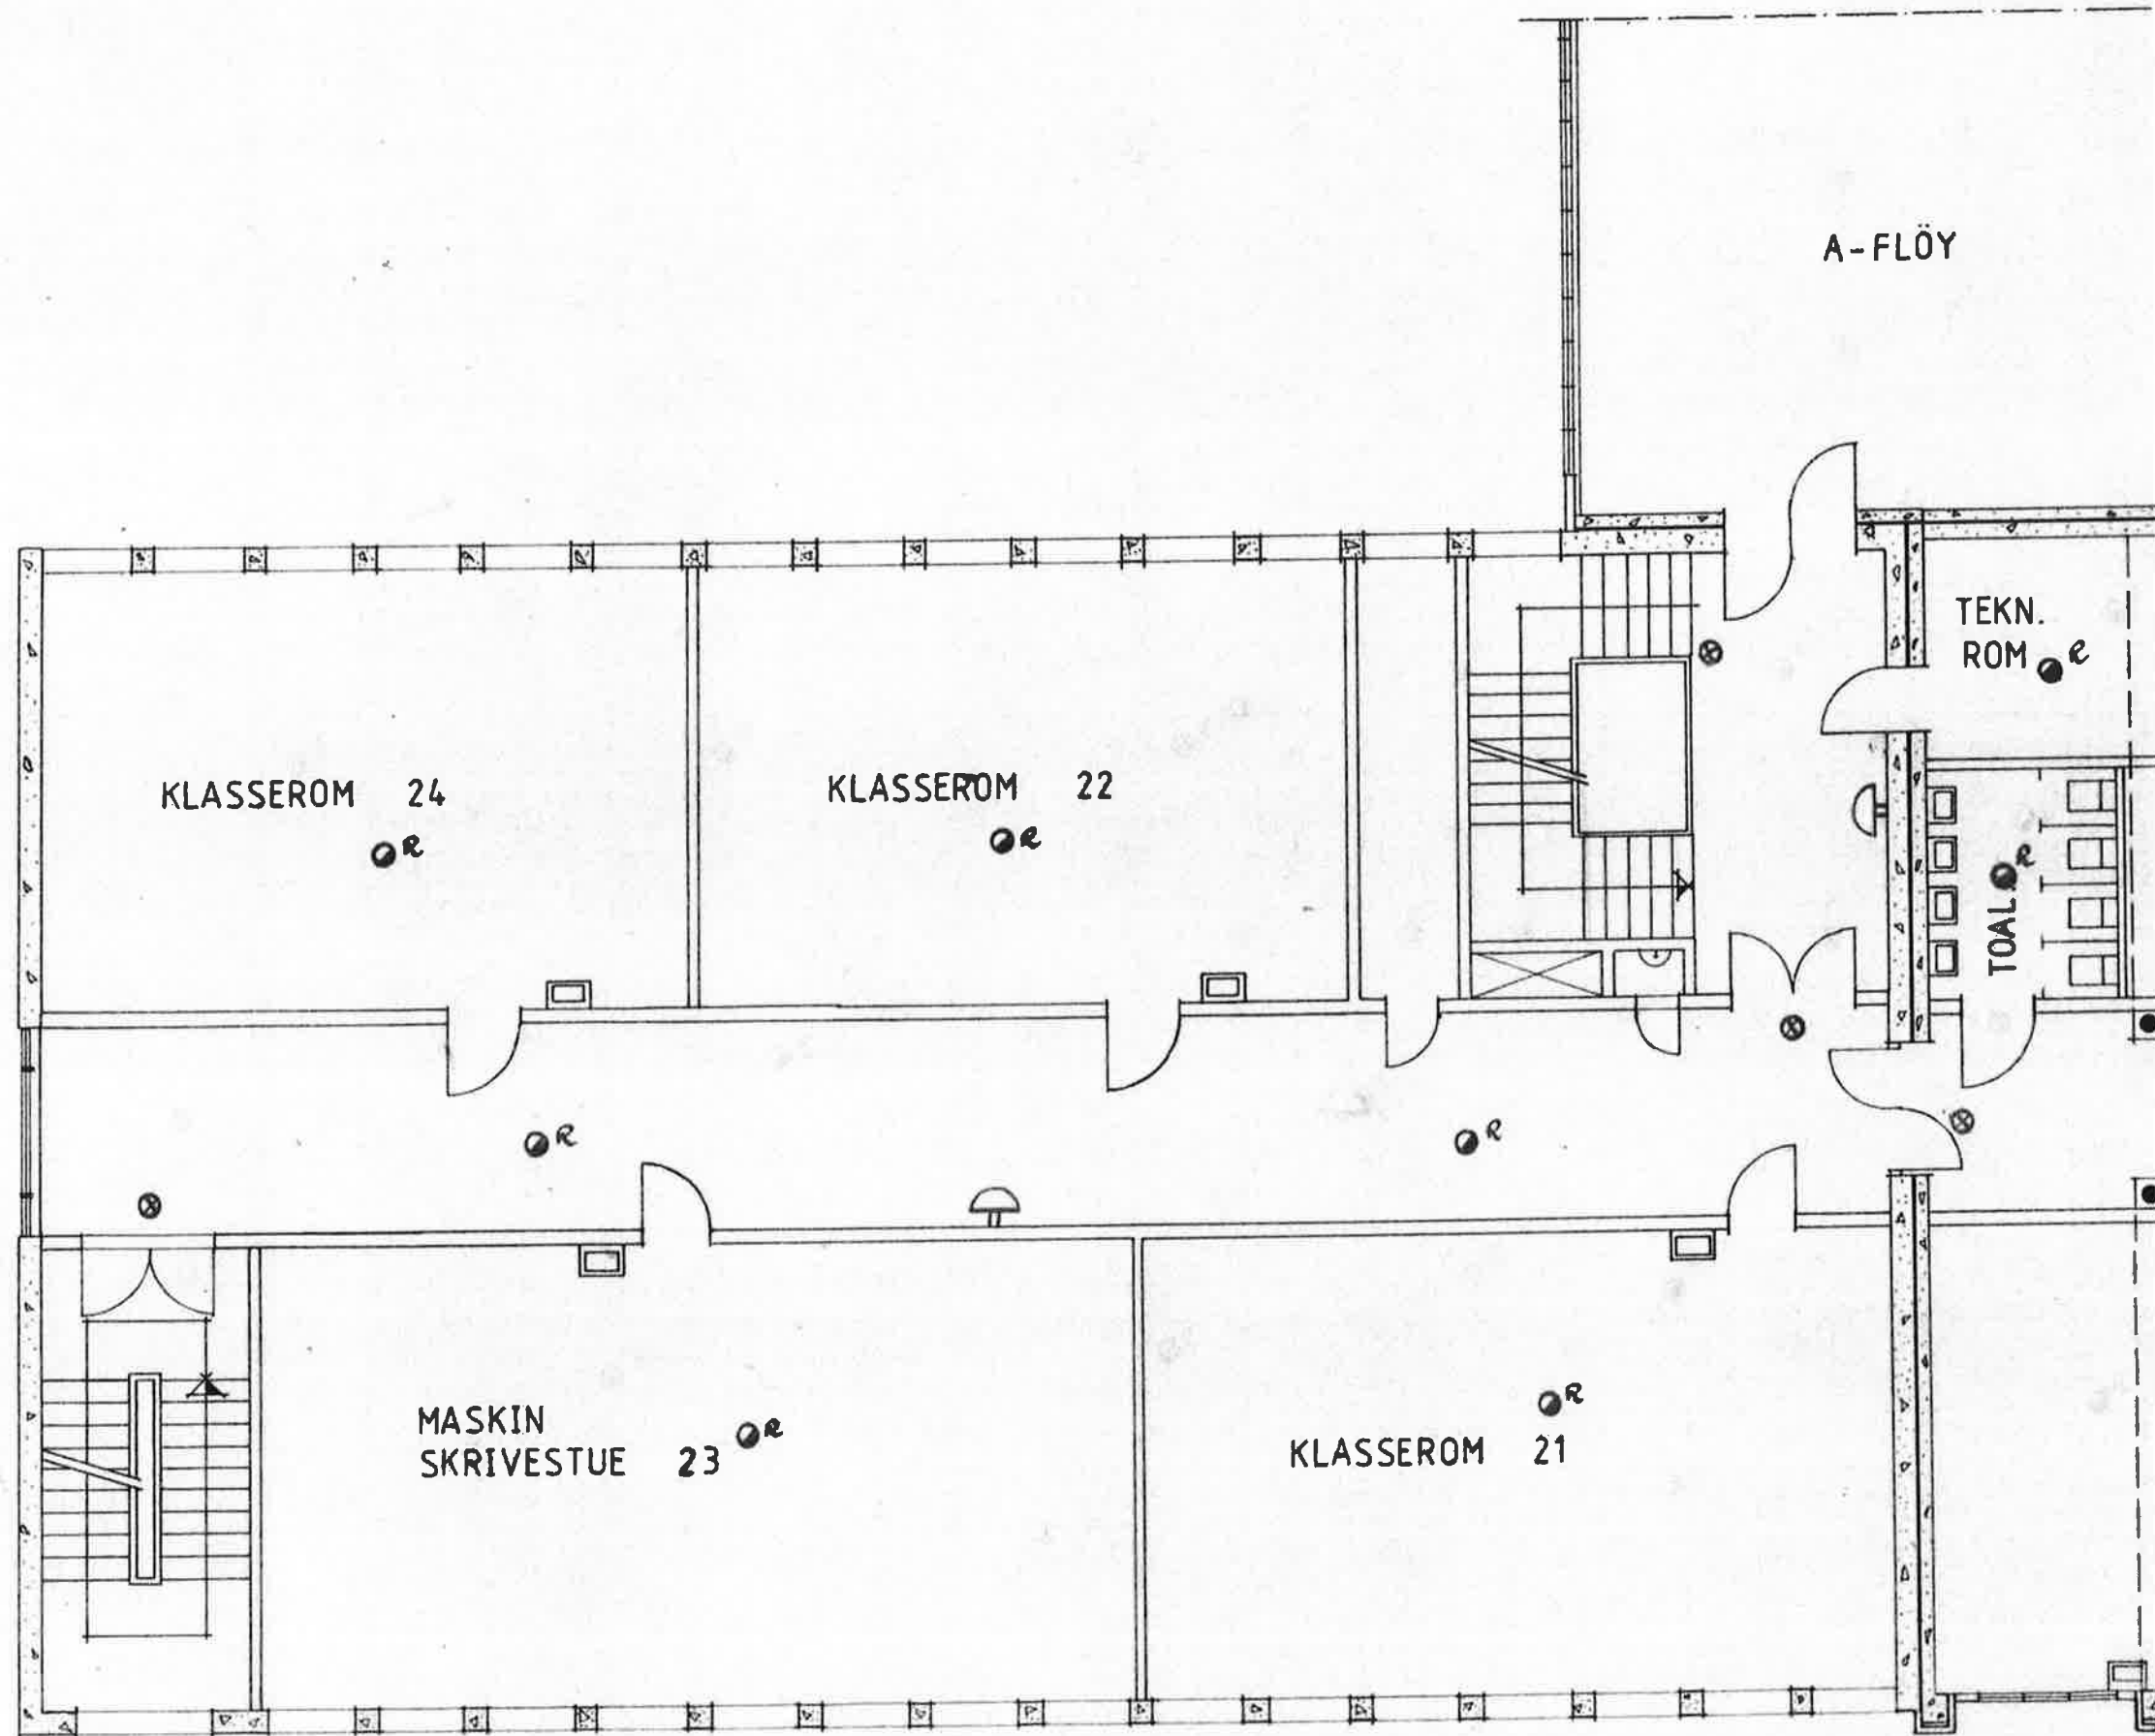 A-FLÖY
TEKN.
ROM R
KLASSEROM 24
R
KLASSEROM 22
R
TOAL. R
R
R
MASKIN
SKRIVESTUE 23 R
R
KLASSEROM 21